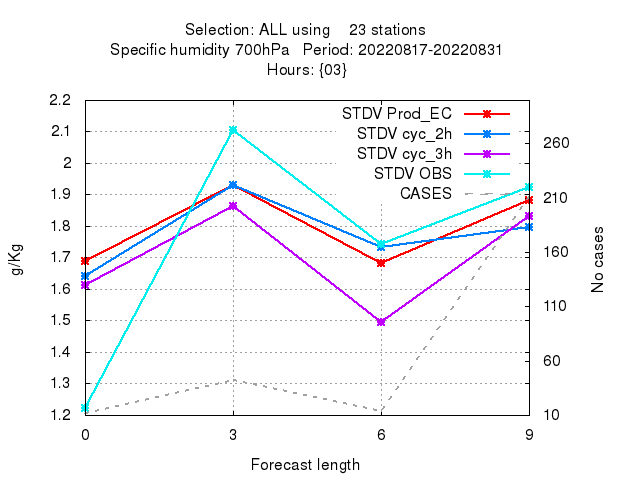 Selection: ALL using    23 stations
Specific humidity 700hPa   Period: 20220817-20220831
Hours: {03}
STDV Prod_EC
STDV cyc_2h
STDV cyc_3h
STDV OBS
CASES
2.2
2.1
2
1.9
1.8
1.7
1.6
1.5
1.4
1.3
1.2
g/Kg
260
210
160
110
60
10
No cases
0 3 6 9
Forecast length